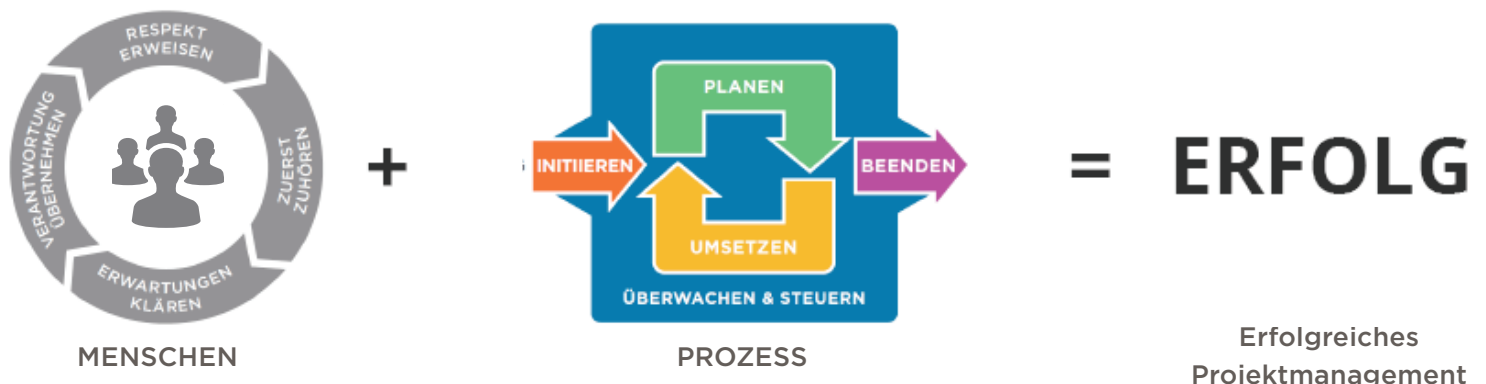 RESPEKT
ERWEISEN
ZUERST
ZUHÖREN
ERWARTUNGEN
KLÄREN
VERANTWORTUNG
ÜBERNEHMEN
MENSCHEN
+
PLANEN
INITIIEREN
BEENDEN
UMSETZEN
ÜBERWACHEN & STEUERN
PROZESS
= ERFOLG
Erfolgreiches
Projektmanagement